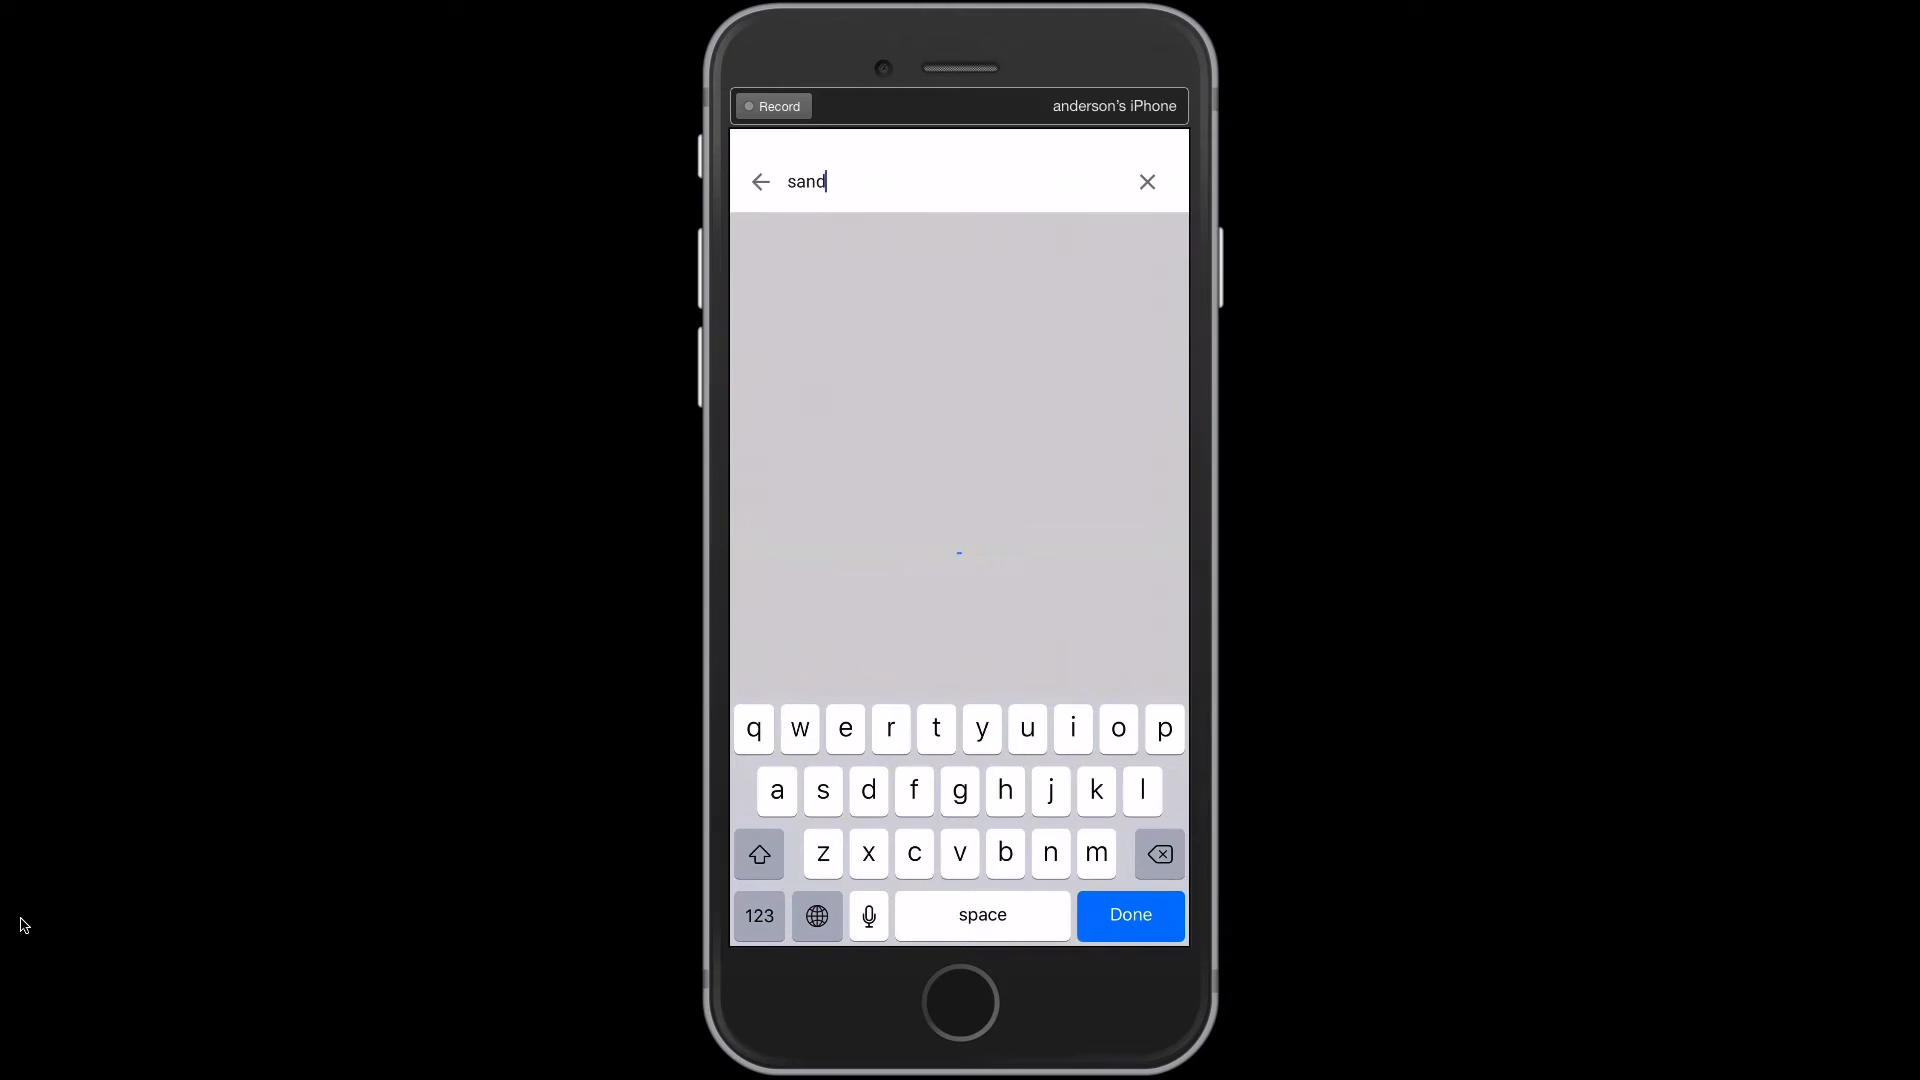 Record
anderson's iPhone
sand
q w e r t y u i o p
a s d f g h j k l
z x c v b n m
123
space
Done